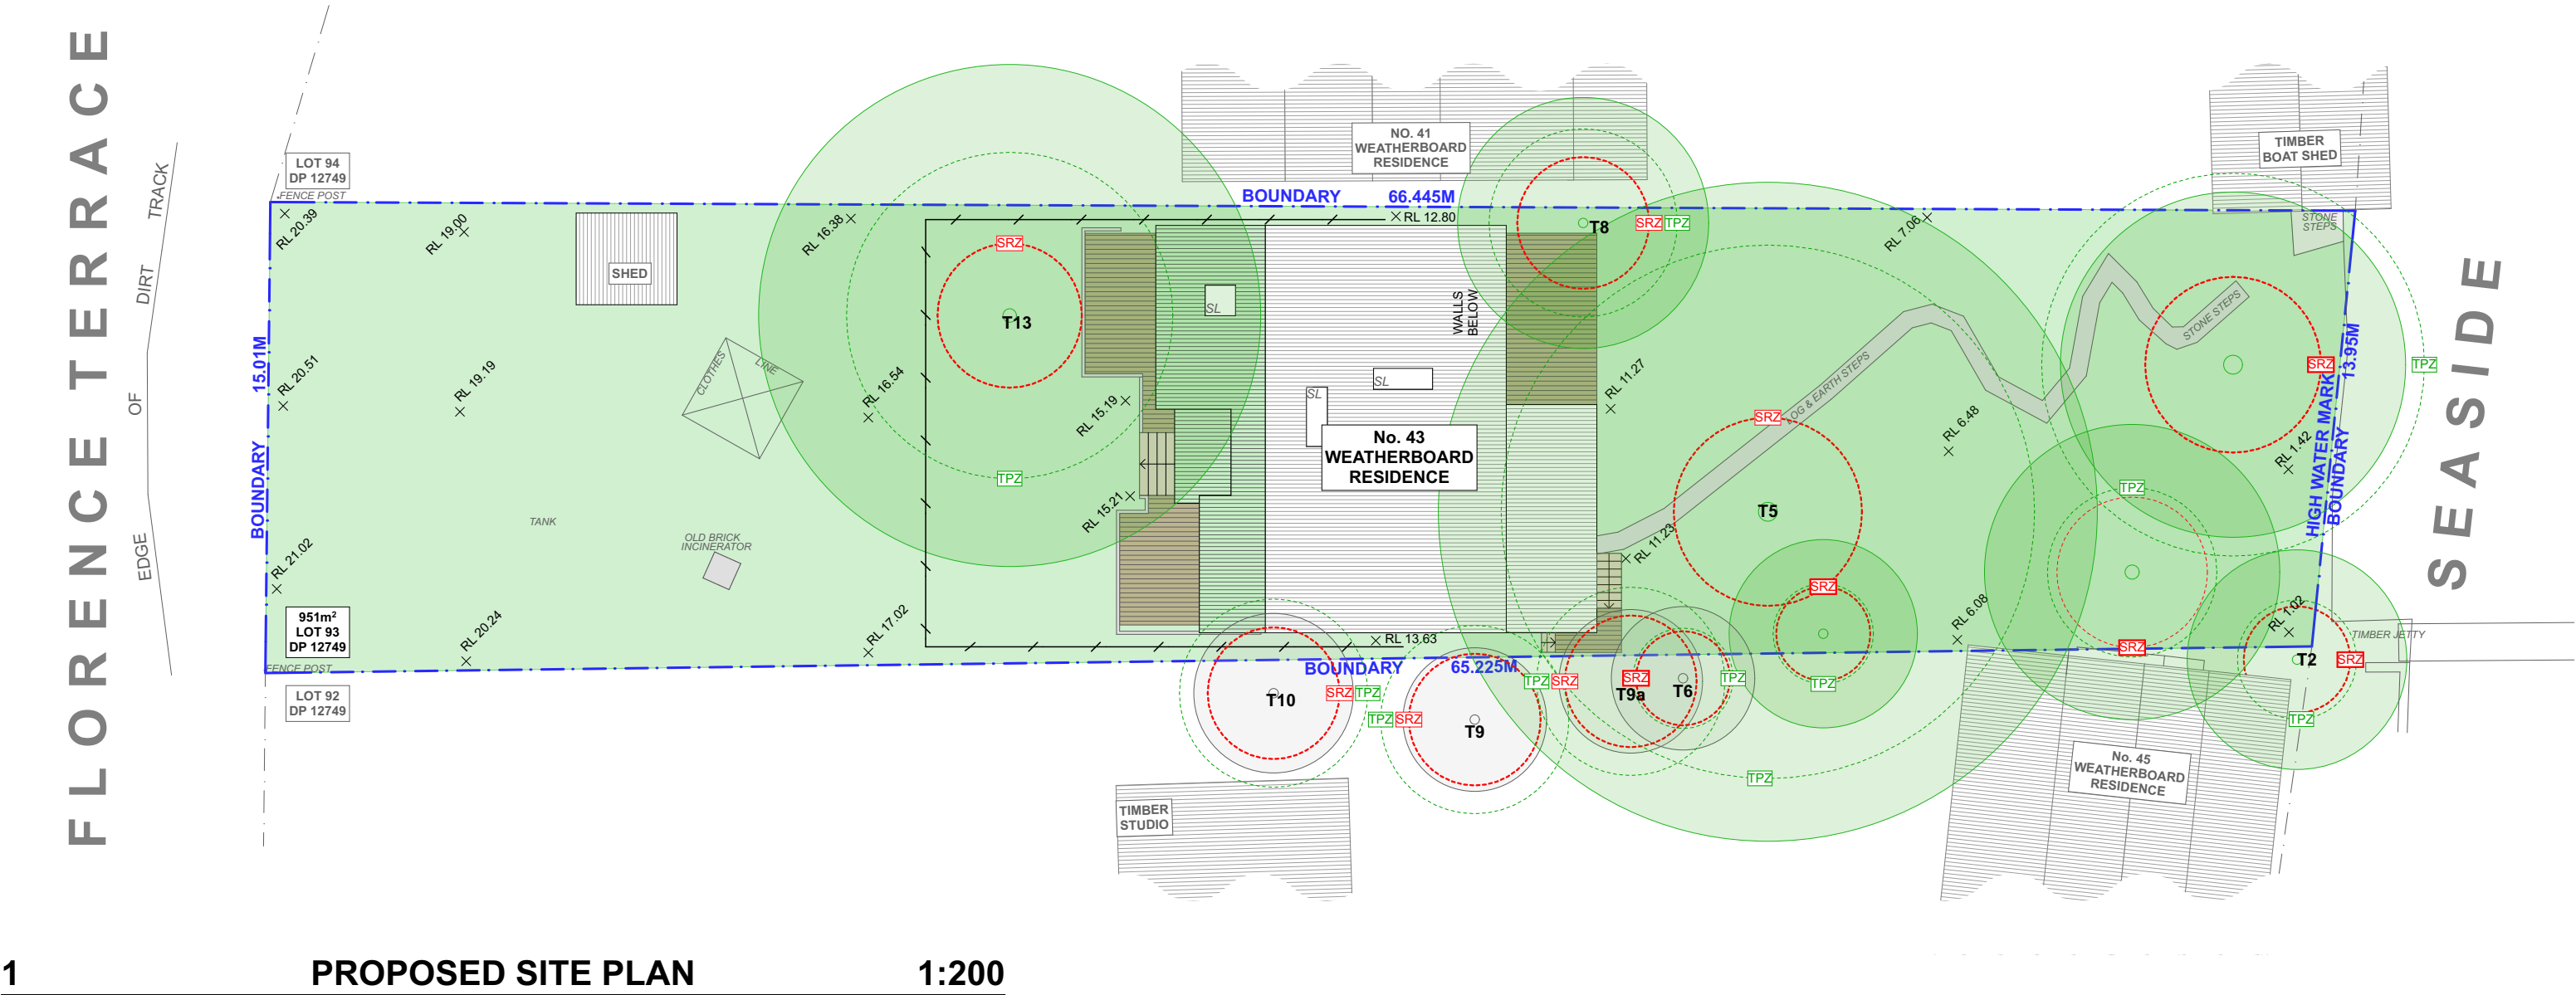 FLORENCE TERRACE
EDGE OF DIRT TRACK
LOT 94
DP 12749
FENCE POST
RL 20.39
RL 19.00
SHED
RL 16.38
SRZ
T13
TPZ
BOUNDARY 66.445M
RL 12.80
NO. 41
WEATHERBOARD
RESIDENCE
T8
SRZ
TPZ
RL 7.06
TIMBER
BOAT SHED
STONE
STEPS
SEASIDE
BOUNDARY 15.01M
RL 20.51
RL 19.19
CLOTHES LINE
RL 16.54
RL 15.19
RL 15.21
SL
SL
SL
WALLS
BELOW
No. 43
WEATHERBOARD
RESIDENCE
RL 11.27
RL 11.23
LOG & EARTH STEPS
STONE STEPS
SRZ
T5
SRZ
TPZ
TPZ
RL 6.48
RL 6.08
SRZ
TPZ
TPZ
SRZ
RL 1.42
HIGH WATER MARK
BOUNDARY 13.95M
RL 1.02
TIMBER JETTY
T2
SRZ
TPZ
RL 21.02
TANK
OLD BRICK
INCINERATOR
951m²
LOT 93
DP 12749
FENCE POST
RL 20.24
RL 17.02
RL 13.63
BOUNDARY 65.225M
LOT 92
DP 12749
T10
SRZ
TPZ
TPZ
SRZ
T9
TPZ
SRZ
SRZ
T9a
T6
TPZ
TIMBER
STUDIO
No. 45
WEATHERBOARD
RESIDENCE
1 PROPOSED SITE PLAN 1:200